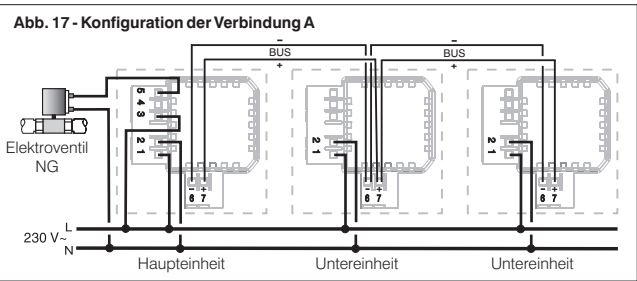 Abb. 17 - Konfiguration der Verbindung A
–
BUS
+
–
BUS
+
5 4 3
2 1
2 1
2 1
- +
6 7
- +
6 7
- +
6 7
Elektroventil
NG
230 V~
L
N
Haupteinheit
Untereinheit
Untereinheit